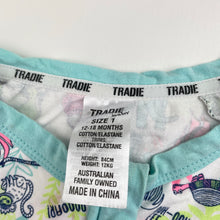 TRADIE TRADIE TRADIE TRADIE
TRADIE
SIZE 1
12-18 MONTHS
COTTON/ELASTANE
COTTON/ELASTANE
HEIGHT: 84CM
WEIGHT: 12KG
AUSTRALIAN
FAMILY OWNED
MADE IN CHINA